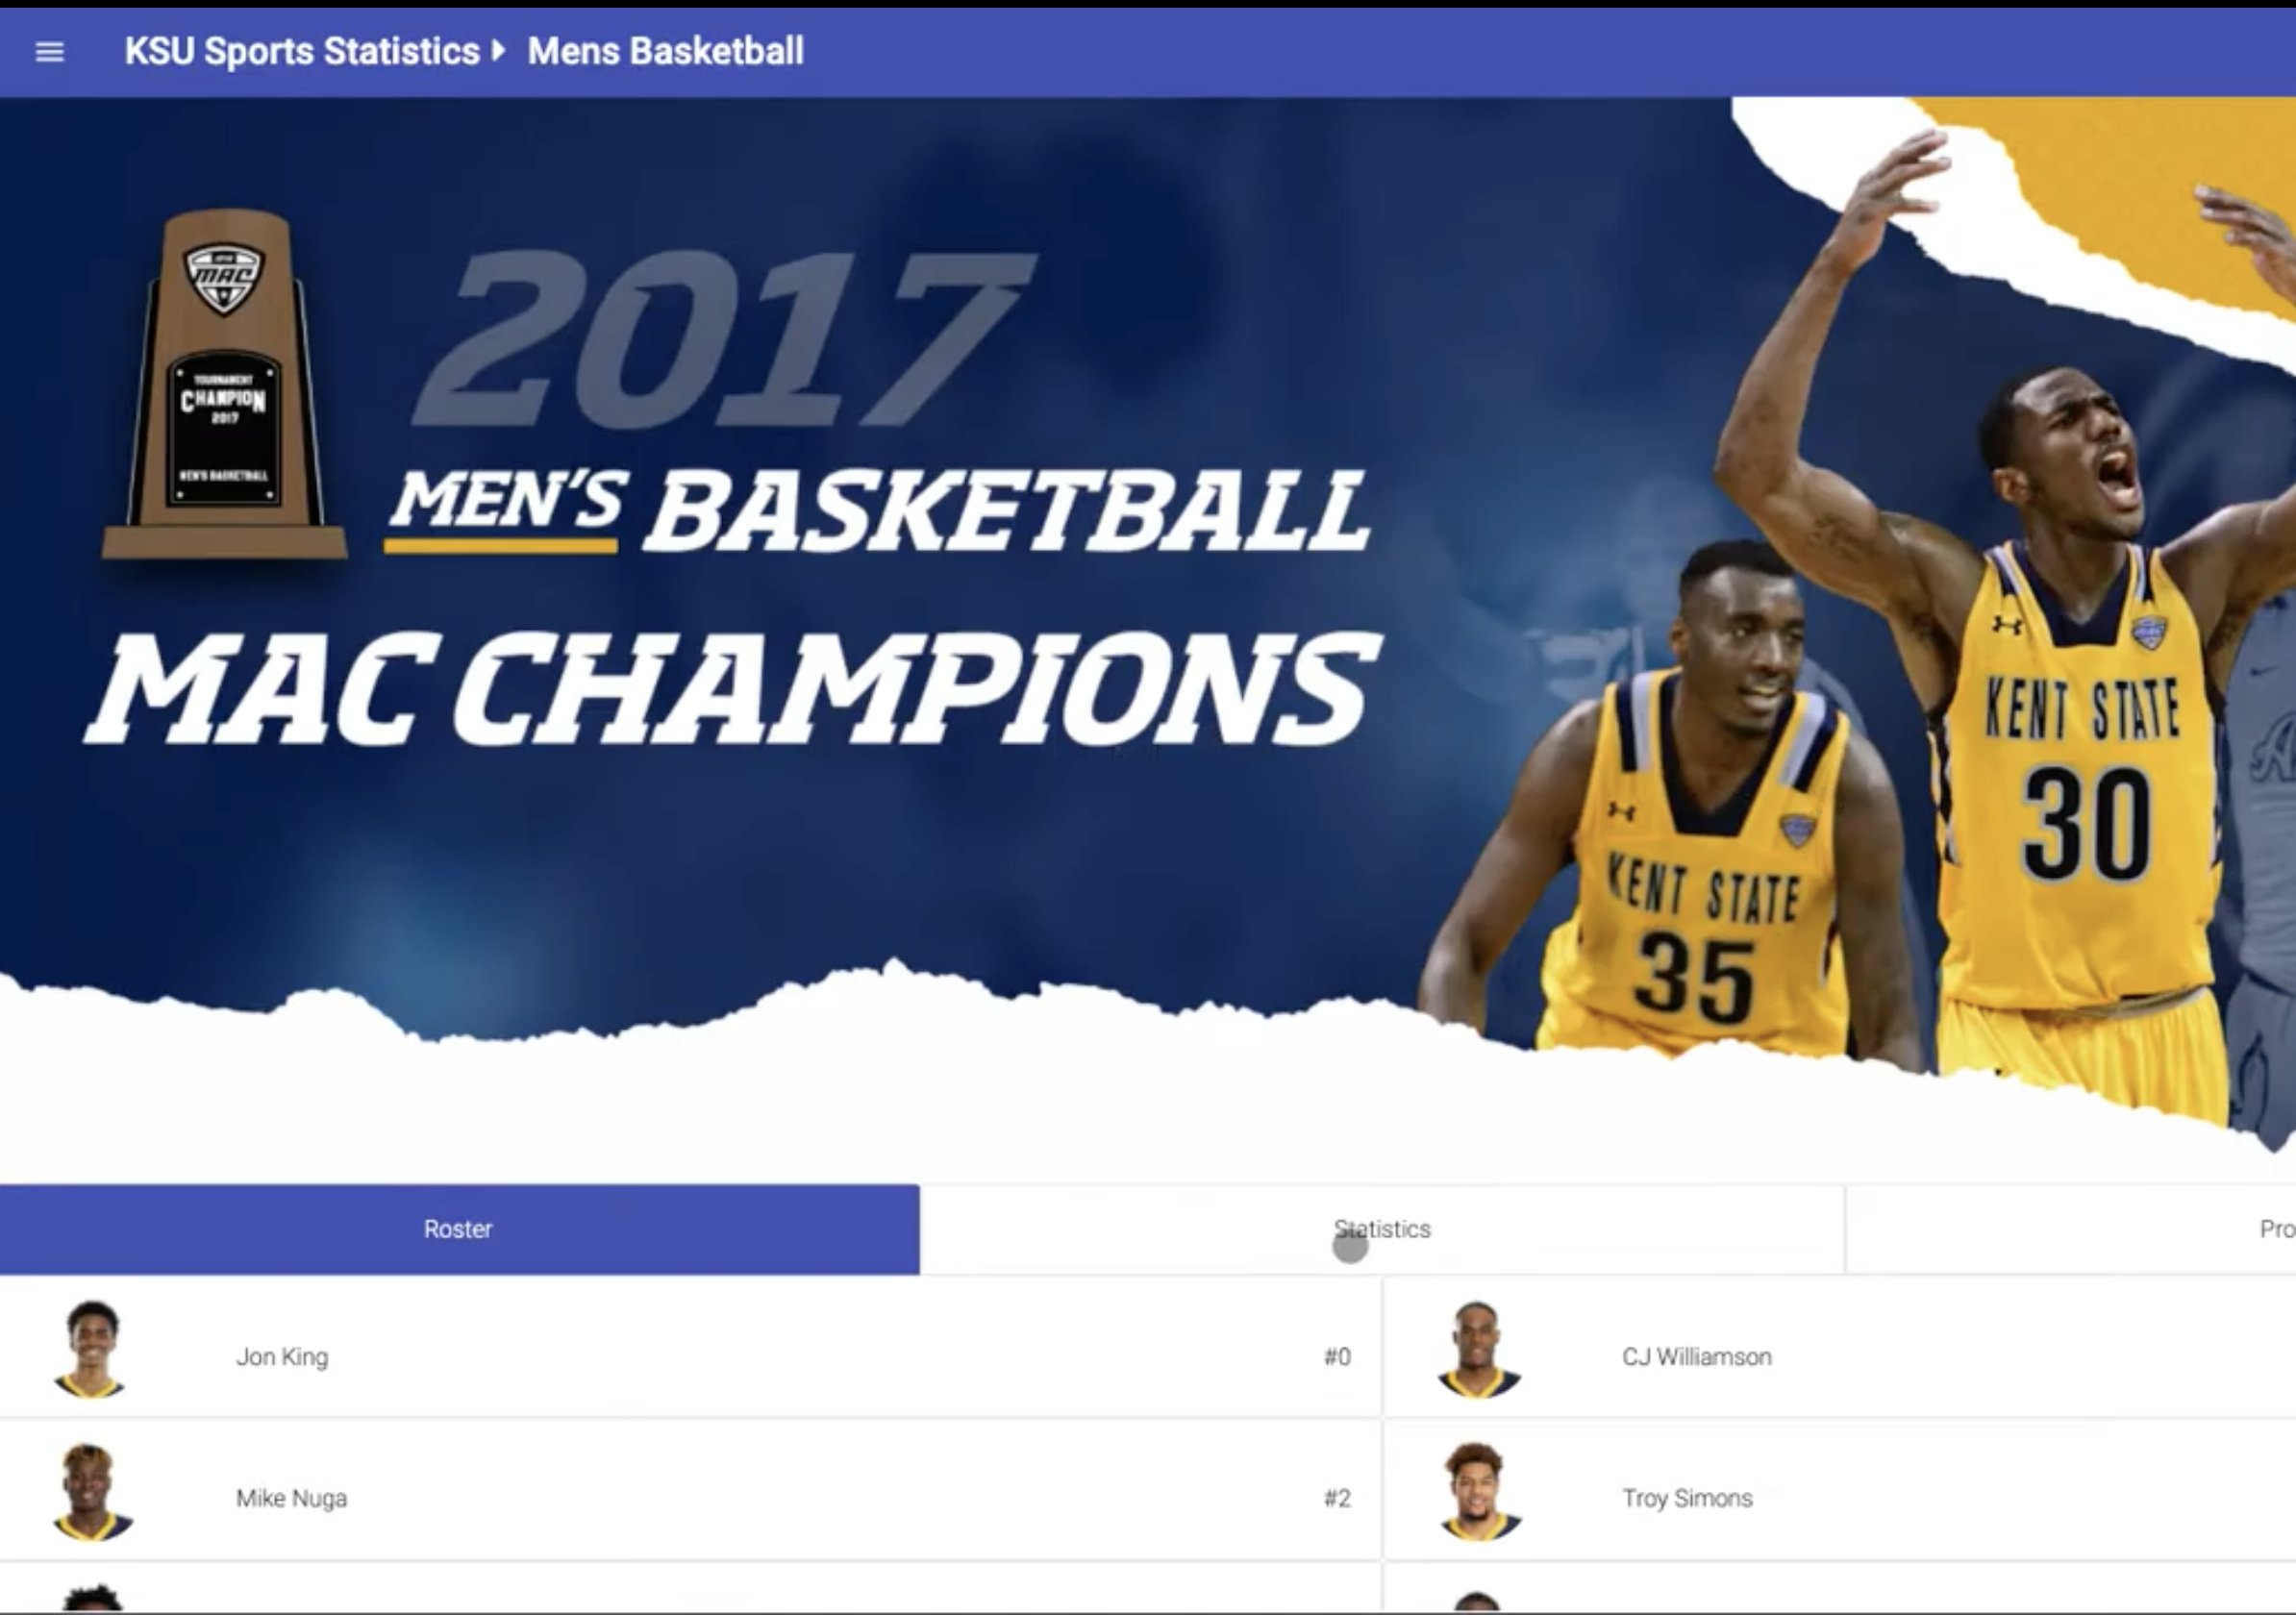 KSU Sports Statistics Mens Basketball
MAC
TOURNAMENT
CHAMPION
2017
MEN'S BASKETBALL
2017
MEN'S BASKETBALL
MAC CHAMPIONS
KENT STATE
30
KENT STATE
35
Roster Statistics Pro
Jon King #0 CJ Williamson
Mike Nuga #2 Troy Simons